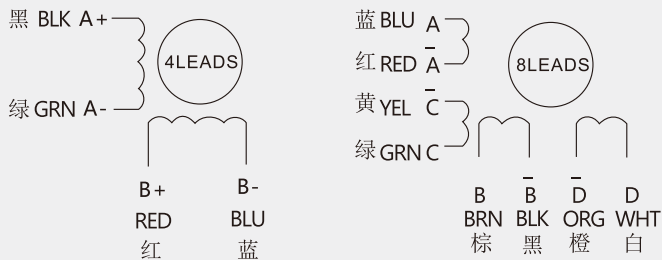 黑 BLK A+
4LEADS
绿 GRN A-
B+ B-
RED BLU
红 蓝
蓝 BLU A
红 RED A̅
8LEADS
黄 YEL C̅
绿 GRN C
B B̅ D̅ D
BRN BLK ORG WHT
棕 黑 橙 白